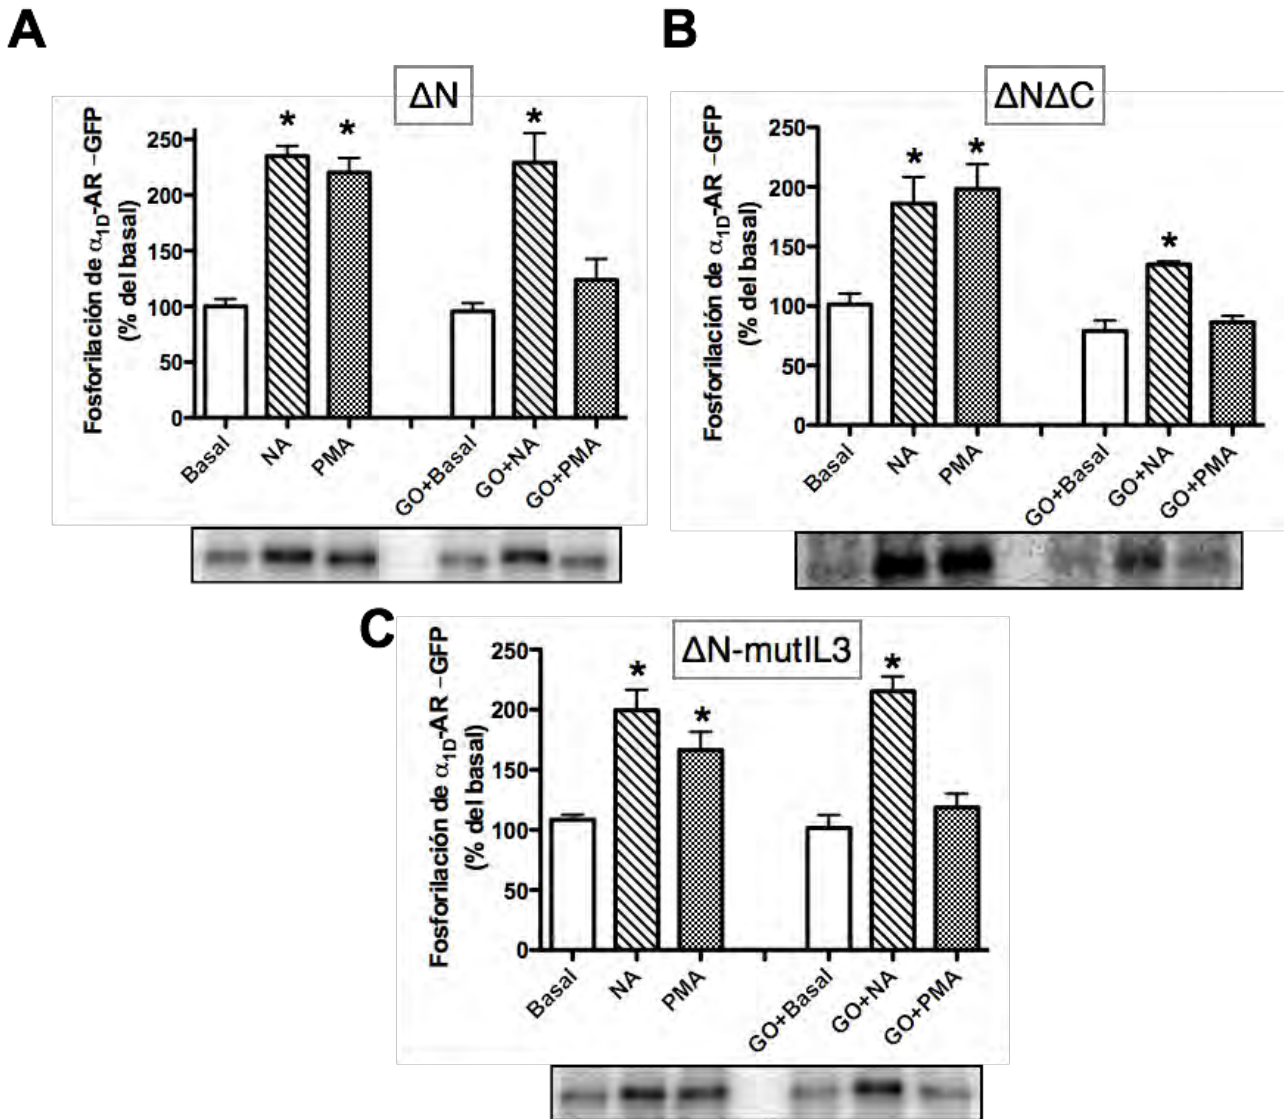 A
ΔN
Fosforilación de α1D-AR –GFP
(% del basal)
250
200
150
100
50
0
* * *
Basal NA PMA GO+Basal GO+NA GO+PMA
B
ΔNΔC
Fosforilación de α1D-AR –GFP
(% del basal)
250
200
150
100
50
0
* * *
Basal NA PMA GO+Basal GO+NA GO+PMA
C
ΔN-mutIL3
Fosforilación de α1D-AR –GFP
(% del basal)
250
200
150
100
50
0
* * *
Basal NA PMA GO+Basal GO+NA GO+PMA